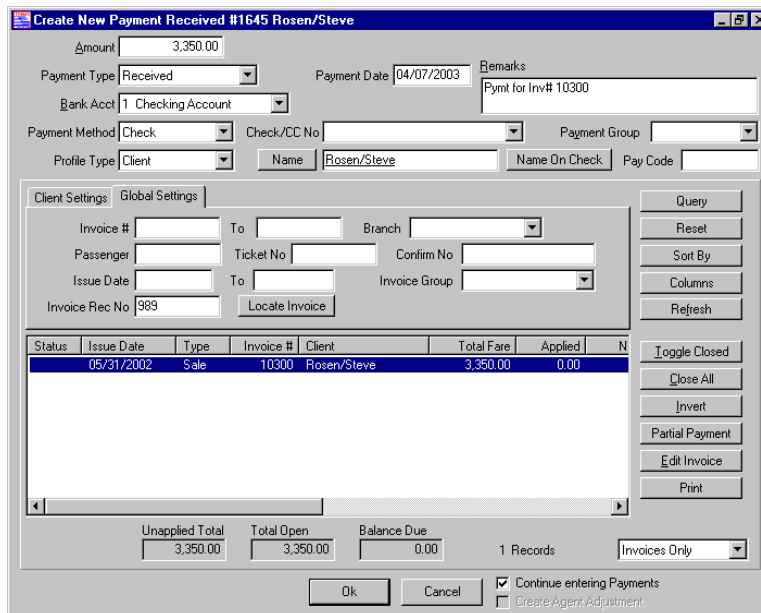 Create New Payment Received #1645 Rosen/Steve
Amount 3,350.00
Payment Type Received Payment Date 04/07/2003 Remarks
Pymt for Inv# 10300
Bank Acct 1 Checking Account
Payment Method Check Check/CC No Payment Group
Profile Type Client Name Rosen/Steve Name On Check Pay Code
Client Settings Global Settings
Query
Invoice # To Branch
Reset
Passenger Ticket No Confirm No
Sort By
Issue Date To Invoice Group
Columns
Invoice Rec No 989 Locate Invoice
Refresh
Status Issue Date Type Invoice # Client Total Fare Applied N
05/31/2002 Sale 10300 Rosen/Steve 3,350.00 0.00
Toggle Closed
Close All
Invert
Partial Payment
Edit Invoice
Print
Unapplied Total Total Open Balance Due
3,350.00 3,350.00 0.00 1 Records Invoices Only
Ok Cancel Continue entering Payments
Create Agent Adjustment